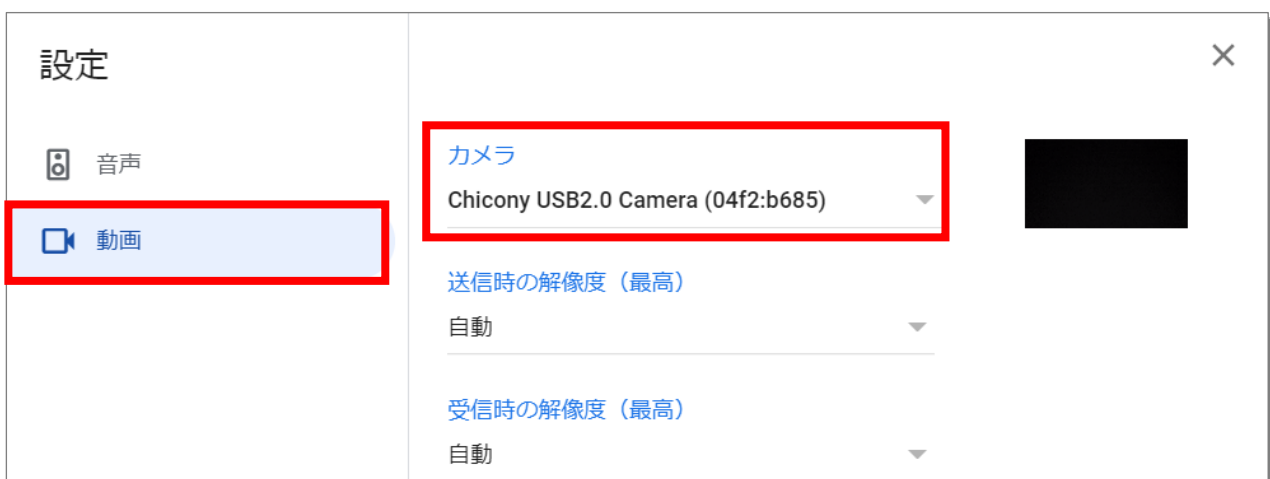 設定
音声
動画
カメラ
Chicony USB2.0 Camera (04f2:b685)
送信時の解像度（最高）
自動
受信時の解像度（最高）
自動